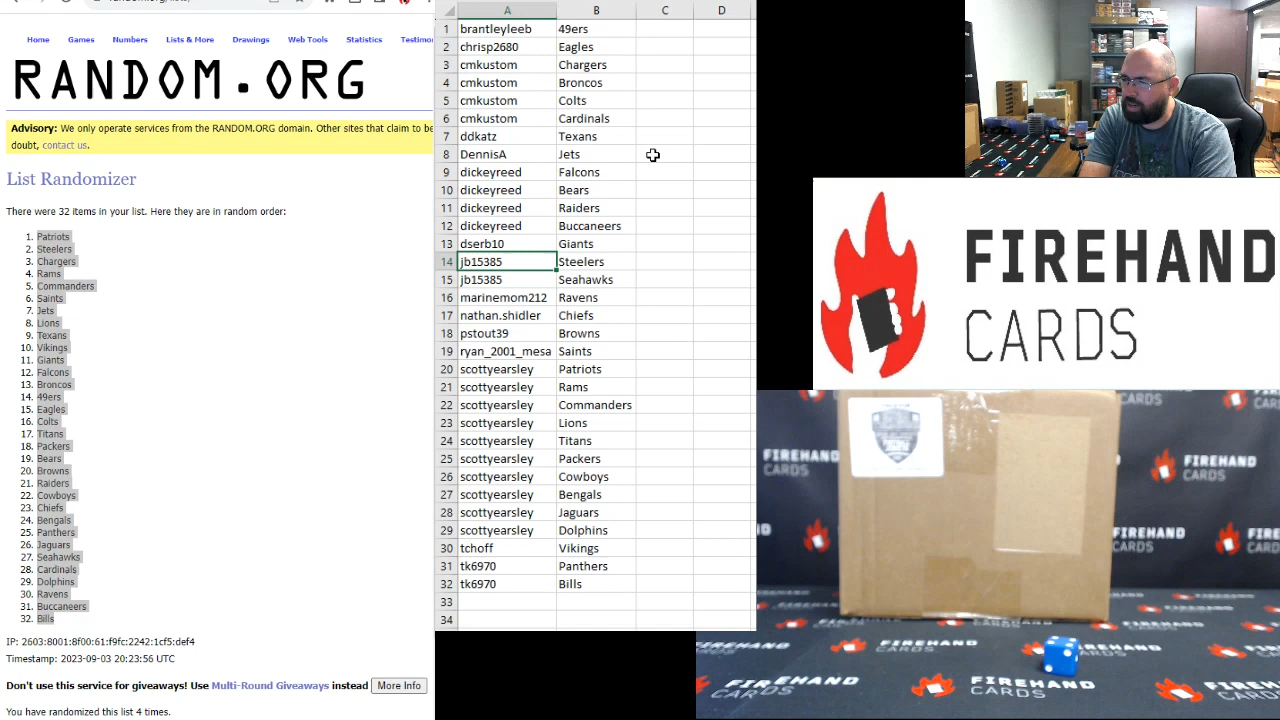 Home Games Numbers Lists & More Drawings Web Tools Statistics Testimo
RANDOM.ORG
Advisory: We only operate services from the RANDOM.ORG domain. Other sites that claim to be
doubt, contact us.
List Randomizer
There were 32 items in your list. Here they are in random order:
1. Patriots
2. Steelers
3. Chargers
4. Rams
5. Commanders
6. Saints
7. Jets
8. Lions
9. Texans
10. Vikings
11. Giants
12. Falcons
13. Broncos
14. 49ers
15. Eagles
16. Colts
17. Titans
18. Packers
19. Bears
20. Browns
21. Raiders
22. Cowboys
23. Chiefs
24. Bengals
25. Panthers
26. Jaguars
27. Seahawks
28. Cardinals
29. Dolphins
30. Ravens
31. Buccaneers
32. Bills
IP: 2603:8001:8f00:61:f9fc:2242:1cf5:def4
Timestamp: 2023-09-03 20:23:56 UTC
Don't use this service for giveaways! Use Multi-Round Giveaways instead More Info
You have randomized this list 4 times.
A B C D
1 brantleyleeb 49ers
2 chrisp2680 Eagles
3 cmkustom Chargers
4 cmkustom Broncos
5 cmkustom Colts
6 cmkustom Cardinals
7 ddkatz Texans
8 DennisA Jets
9 dickeyreed Falcons
10 dickeyreed Bears
11 dickeyreed Raiders
12 dickeyreed Buccaneers
13 dserb10 Giants
14 jb15385 Steelers
15 jb15385 Seahawks
16 marinemom212 Ravens
17 nathan.shidler Chiefs
18 pstout39 Browns
19 ryan_2001_mesa Saints
20 scottyearsley Patriots
21 scottyearsley Rams
22 scottyearsley Commanders
23 scottyearsley Lions
24 scottyearsley Titans
25 scottyearsley Packers
26 scottyearsley Cowboys
27 scottyearsley Bengals
28 scottyearsley Jaguars
29 scottyearsley Dolphins
30 tchoff Vikings
31 tk6970 Panthers
32 tk6970 Bills
33
34
FIREHAND
CARDS
FIREHAND
CARDS
FIREHAND
CARDS
FIREHAND
CARDS
FIREHAND
CARDS
FIREHAND
CARDS